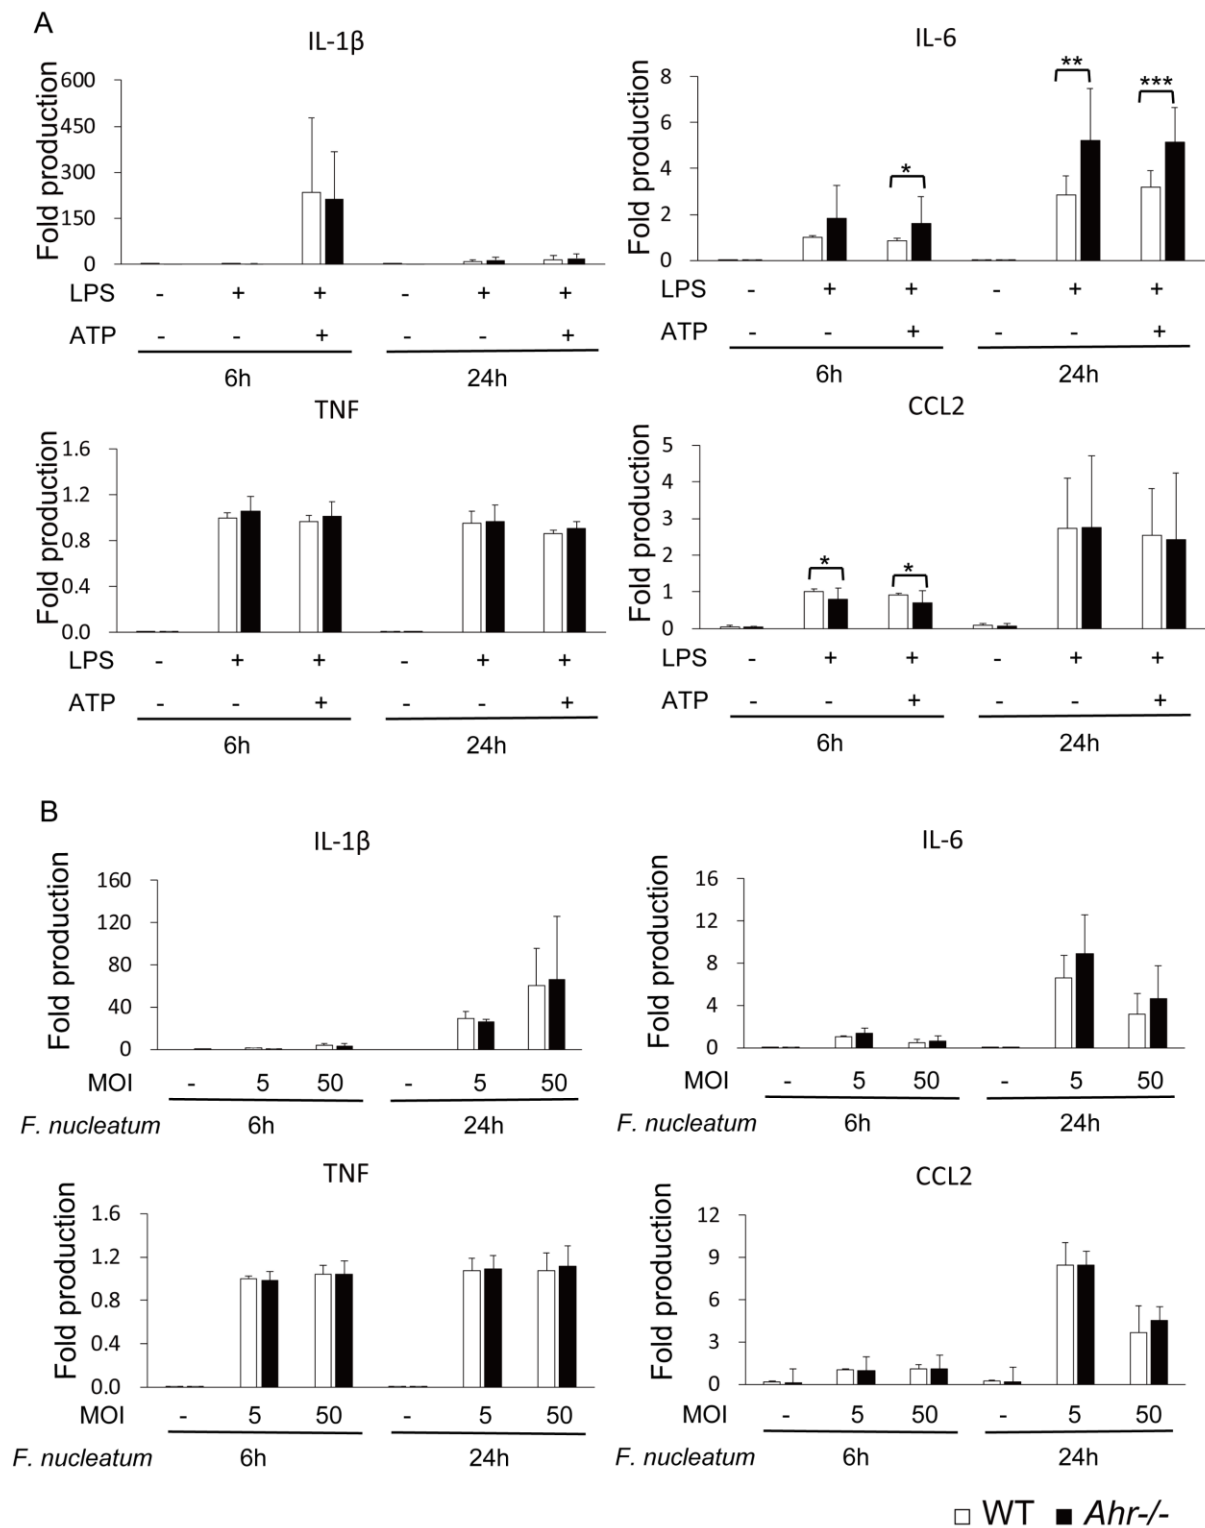 A
IL-1β
Fold production
600
450
300
150
0
LPS - + + - + +
ATP - - + - - +
6h 24h
IL-6
Fold production
8
6
4
2
0
* ** ***
LPS - + + - + +
ATP - - + - - +
6h 24h
TNF
Fold production
1.6
1.2
0.8
0.4
0.0
LPS - + + - + +
ATP - - + - - +
6h 24h
CCL2
Fold production
5
4
3
2
1
0
* *
LPS - + + - + +
ATP - - + - - +
6h 24h
B
IL-1β
Fold production
160
120
80
40
0
MOI - 5 50 - 5 50
F. nucleatum 6h 24h
IL-6
Fold production
16
12
8
4
0
MOI - 5 50 - 5 50
F. nucleatum 6h 24h
TNF
Fold production
1.6
1.2
0.8
0.4
0.0
MOI - 5 50 - 5 50
F. nucleatum 6h 24h
CCL2
Fold production
12
9
6
3
0
MOI - 5 50 - 5 50
F. nucleatum 6h 24h
WT Ahr-/-